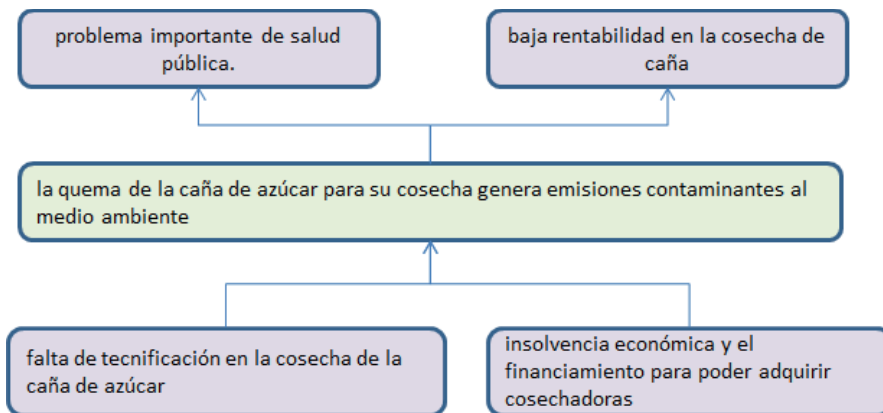 problema importante de salud
pública.
baja rentabilidad en la cosecha de
caña
la quema de la caña de azúcar para su cosecha genera emisiones contaminantes al
medio ambiente
falta de tecnificación en la cosecha de la
caña de azúcar
insolvencia económica y el
financiamiento para poder adquirir
cosechadoras